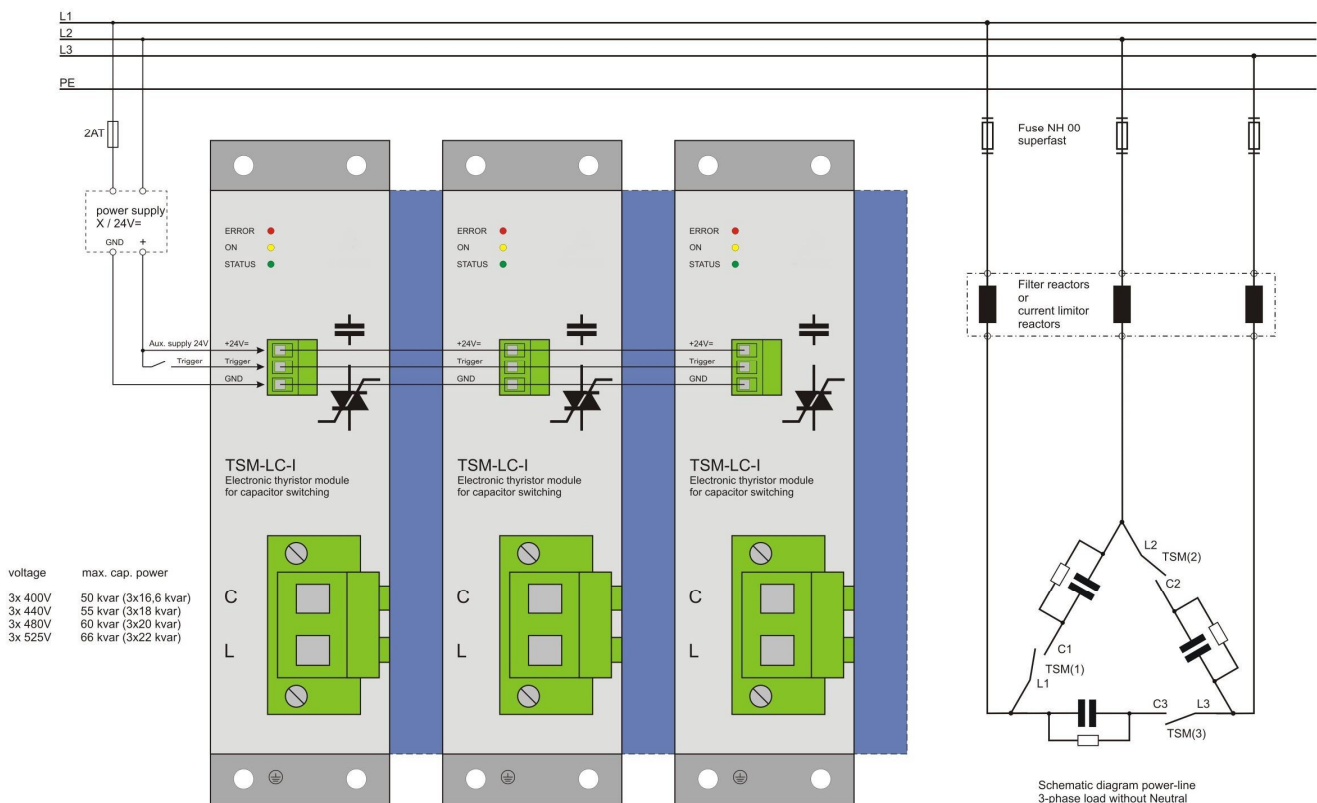 L1
L2
L3
PE
2AT
power supply
X / 24V=
GND +
Aux. supply 24V
Trigger
ERROR
ON
STATUS
+24V=
Trigger
GND
TSM-LC-I
Electronic thyristor module
for capacitor switching
C
L
ERROR
ON
STATUS
+24V=
Trigger
GND
TSM-LC-I
Electronic thyristor module
for capacitor switching
C
L
ERROR
ON
STATUS
+24V=
Trigger
GND
TSM-LC-I
Electronic thyristor module
for capacitor switching
C
L
voltage max. cap. power
3x 400V 50 kvar (3x16,6 kvar)
3x 440V 55 kvar (3x18 kvar)
3x 480V 60 kvar (3x20 kvar)
3x 525V 66 kvar (3x22 kvar)
Fuse NH 00
superfast
Filter reactors
or
current limitor
reactors
L2
TSM(2)
C2
C1
TSM(1)
L1
C3 L3
TSM(3)
Schematic diagram power-line
3-phase load without Neutral